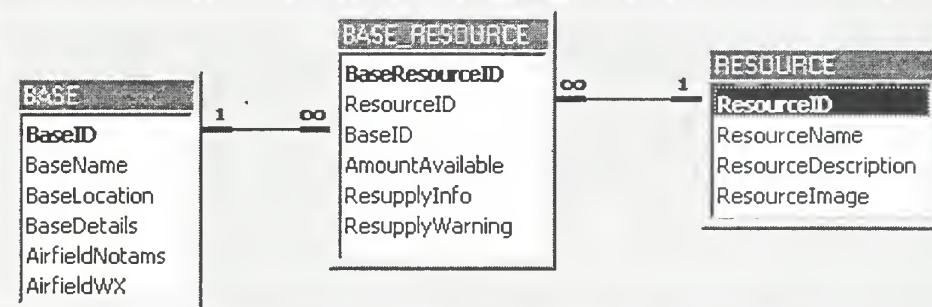 BASE
BaseID
BaseName
BaseLocation
BaseDetails
AirfieldNotams
AirfieldWX
1
∞
BASE_RESOURCE
BaseResourceID
ResourceID
BaseID
AmountAvailable
ResupplyInfo
ResupplyWarning
∞
1
RESOURCE
ResourceID
ResourceName
ResourceDescription
ResourceImage